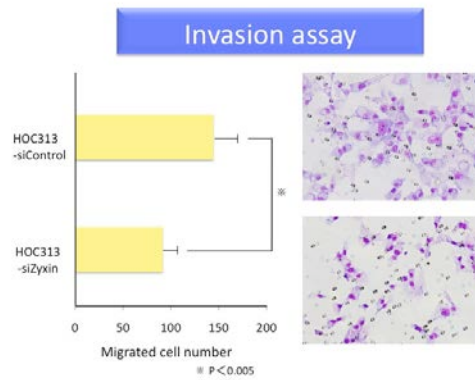 Invasion assay
HOC313
-siControl
HOC313
-siZyxin
※
0 50 100 150 200
Migrated cell number
※ P＜0.005